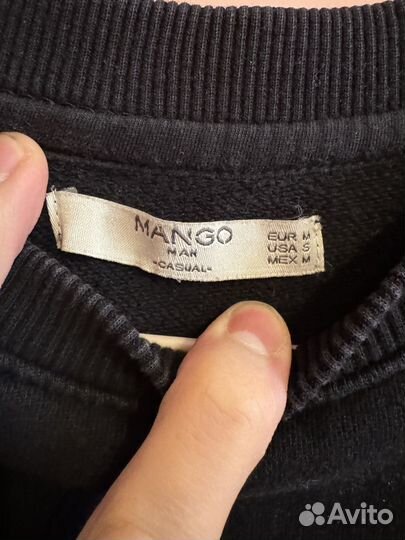 MANGO
MAN
-CASUAL-
EUR M
USA S
MEX M
Avito